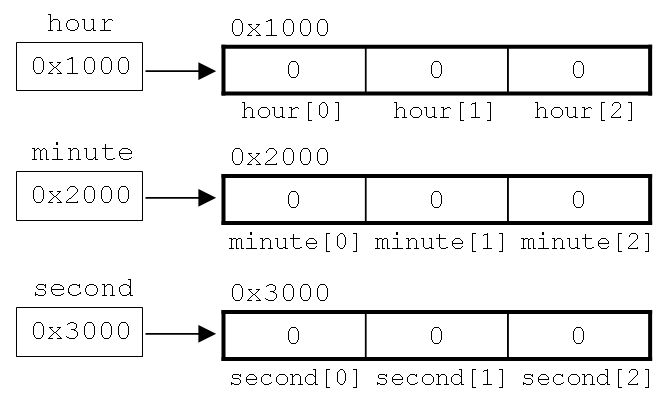 hour
0x1000
0x1000 0 0 0
hour[0] hour[1] hour[2]
minute
0x2000
0x2000 0 0 0
minute[0] minute[1] minute[2]
second
0x3000
0x3000 0 0 0
second[0] second[1] second[2]